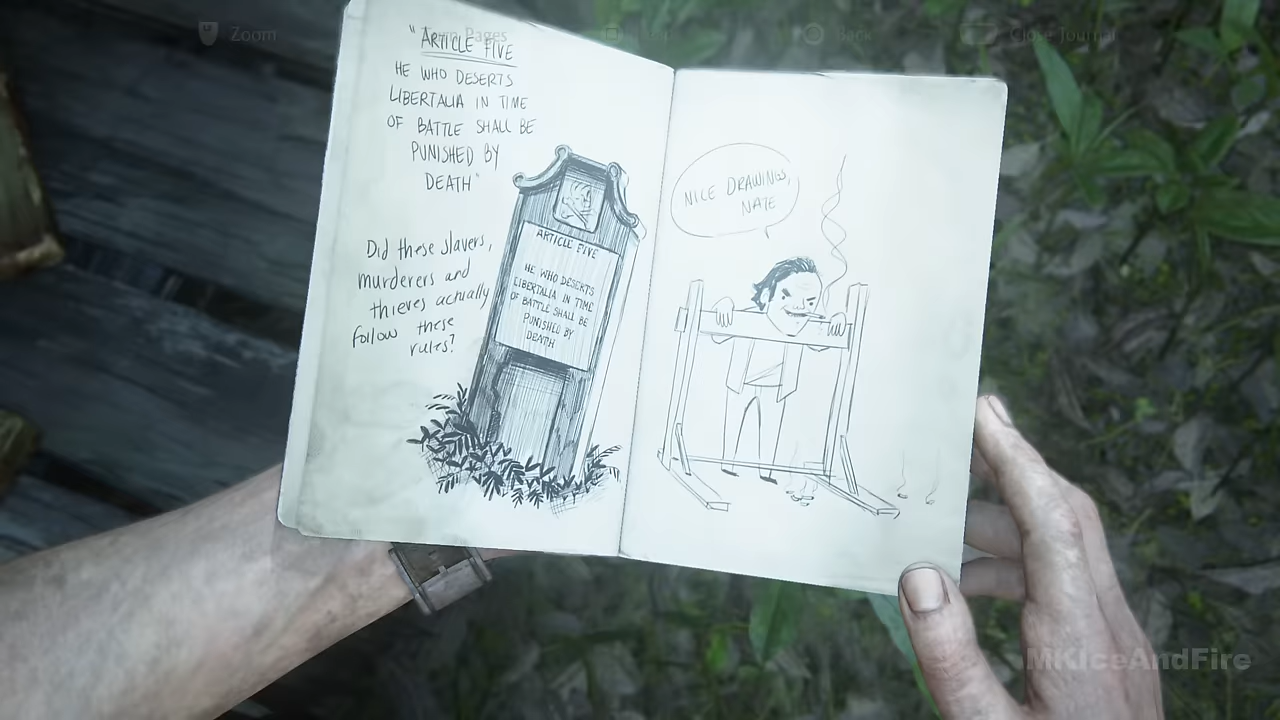 Zoom
Pages
Back
Close Journal
"ARTICLE FIVE
HE WHO DESERTS
LIBERTALIA IN TIME
OF BATTLE SHALL BE
PUNISHED BY
DEATH"
Did these slavers,
murderers and
thieves actually
follow these
rules?
ARTICLE FIVE
HE WHO DESERTS
LIBERTALIA IN TIME
OF BATTLE SHALL BE
PUNISHED BY
DEATH
NICE DRAWINGS,
NATE
MKIceAndFire